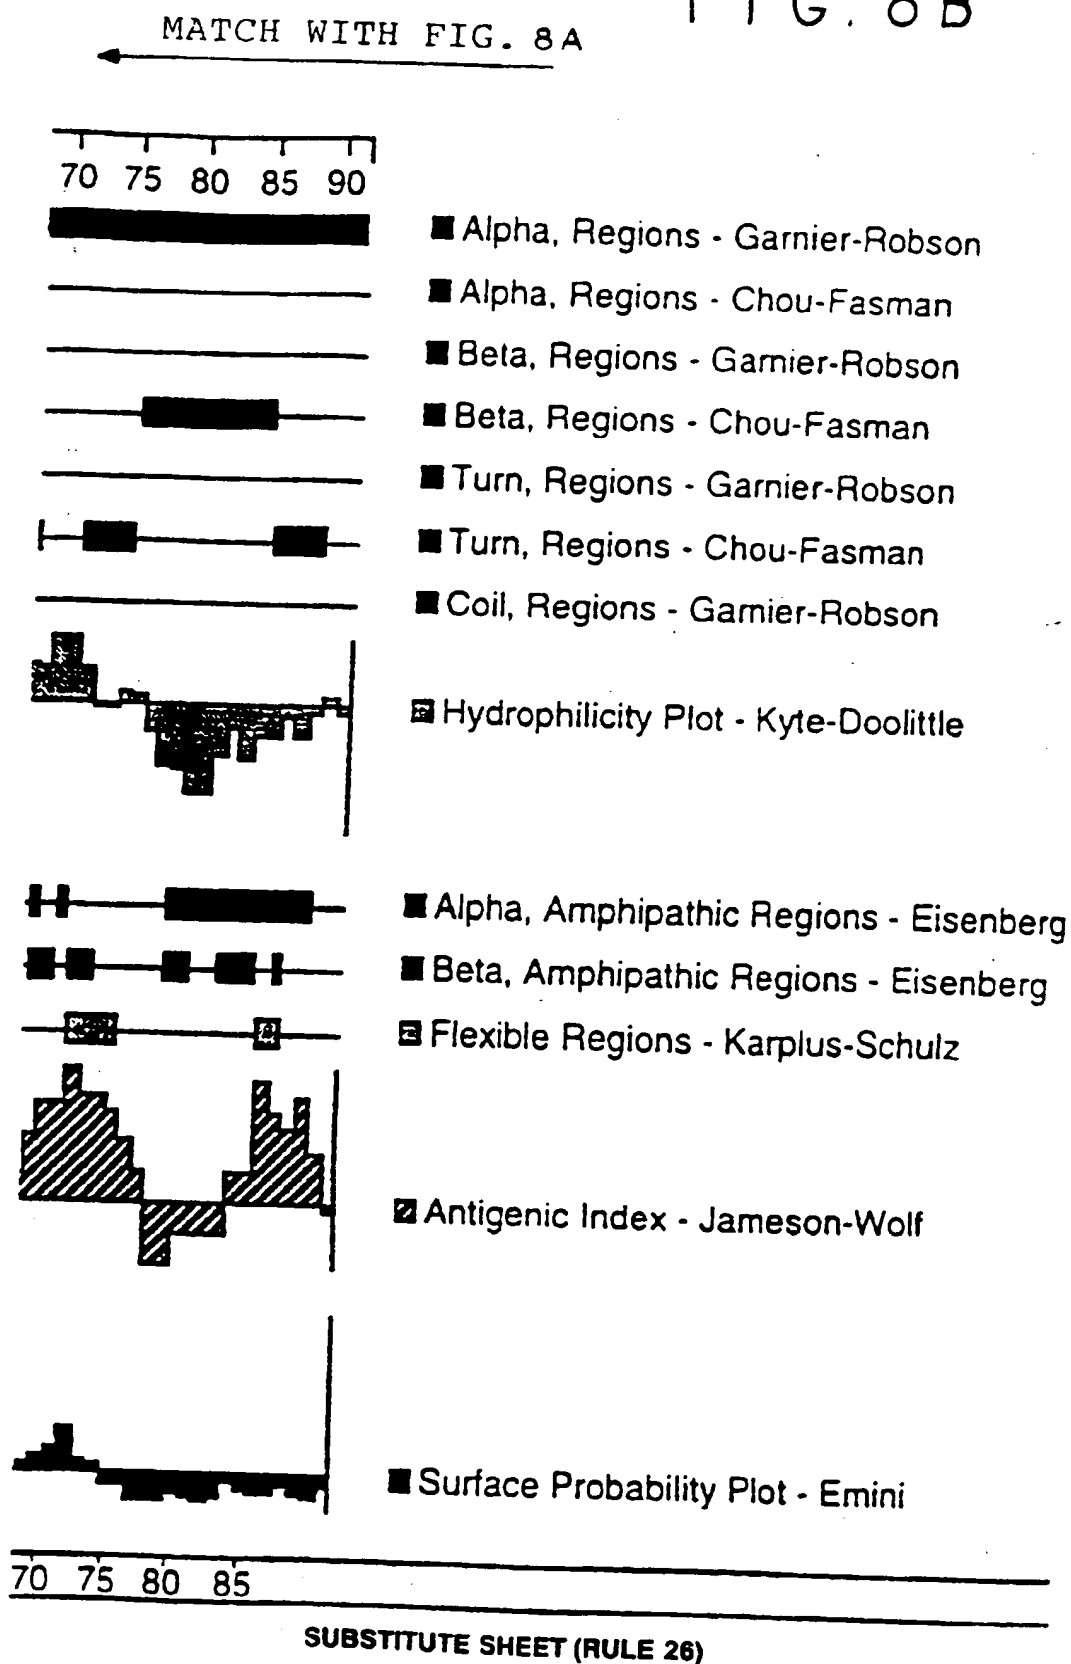 FIG. 8B
MATCH WITH FIG. 8A
70 75 80 85 90
Alpha, Regions - Garnier-Robson
Alpha, Regions - Chou-Fasman
Beta, Regions - Garnier-Robson
Beta, Regions - Chou-Fasman
Turn, Regions - Garnier-Robson
Turn, Regions - Chou-Fasman
Coil, Regions - Garnier-Robson
Hydrophilicity Plot - Kyte-Doolittle
Alpha, Amphipathic Regions - Eisenberg
Beta, Amphipathic Regions - Eisenberg
Flexible Regions - Karplus-Schulz
Antigenic Index - Jameson-Wolf
Surface Probability Plot - Emini
70 75 80 85
SUBSTITUTE SHEET (RULE 26)